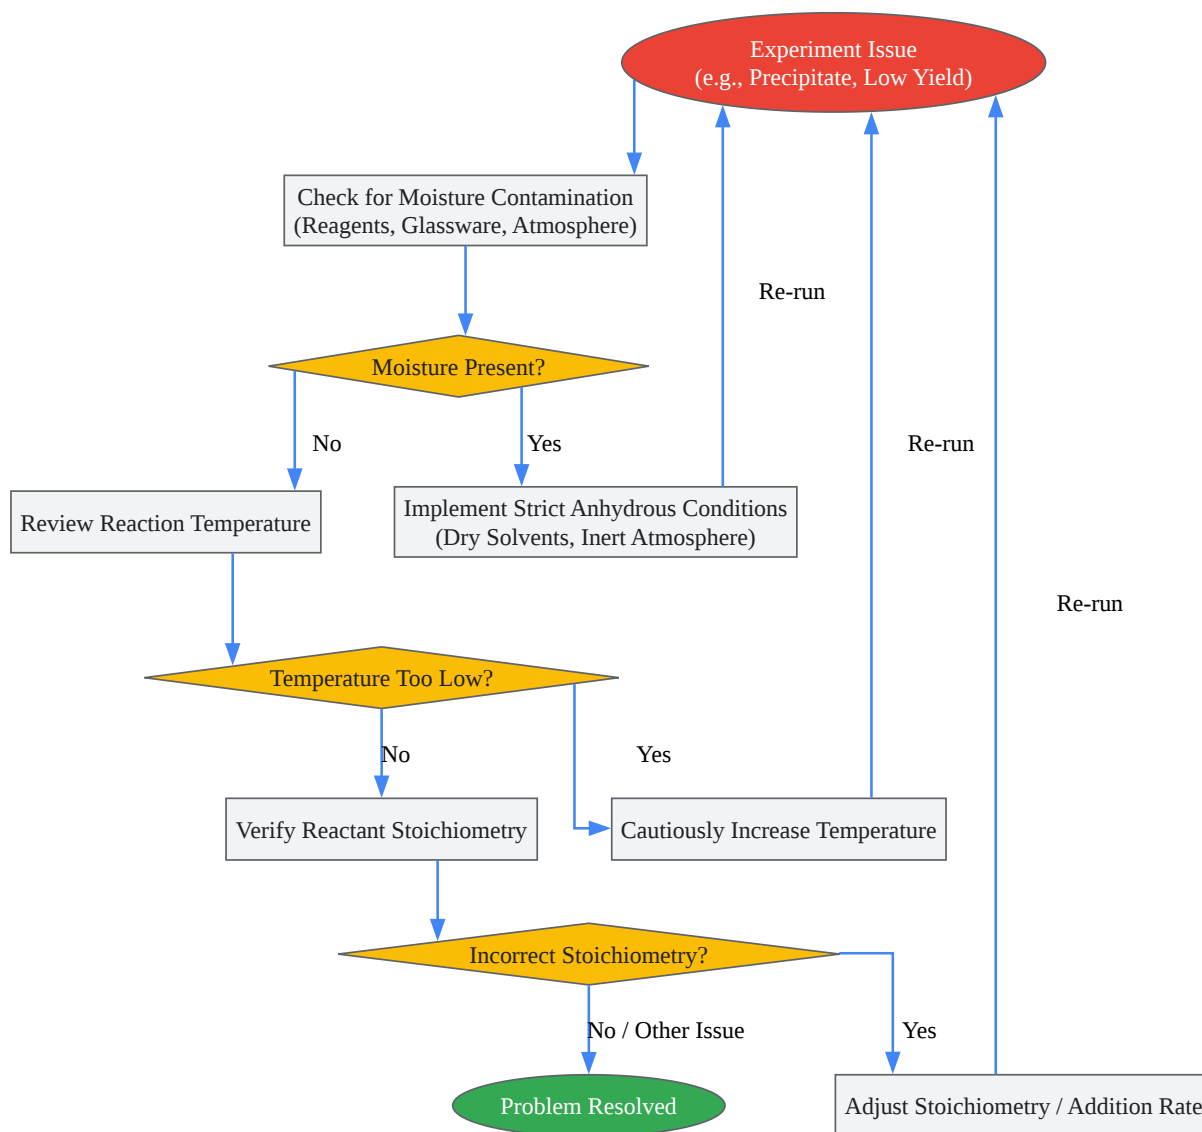 Experiment Issue
(e.g., Precipitate, Low Yield)
Check for Moisture Contamination
(Reagents, Glassware, Atmosphere)
Re-run
Moisture Present?
No
Yes
Re-run
Review Reaction Temperature
Implement Strict Anhydrous Conditions
(Dry Solvents, Inert Atmosphere)
Re-run
Temperature Too Low?
No
Yes
Verify Reactant Stoichiometry
Cautiously Increase Temperature
Incorrect Stoichiometry?
No / Other Issue
Yes
Problem Resolved
Adjust Stoichiometry / Addition Rate